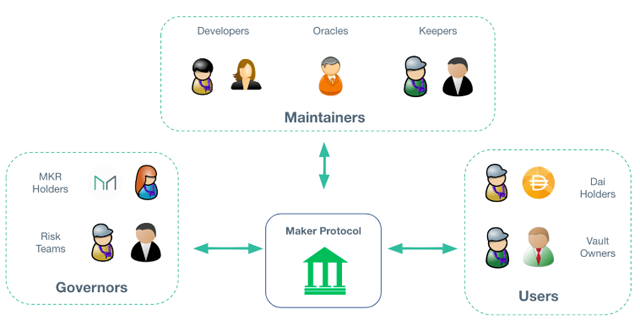 Developers
Oracles
Keepers
Maintainers
MKR
Holders
Risk
Teams
Governors
Maker Protocol
Dai
Holders
Vault
Owners
Users